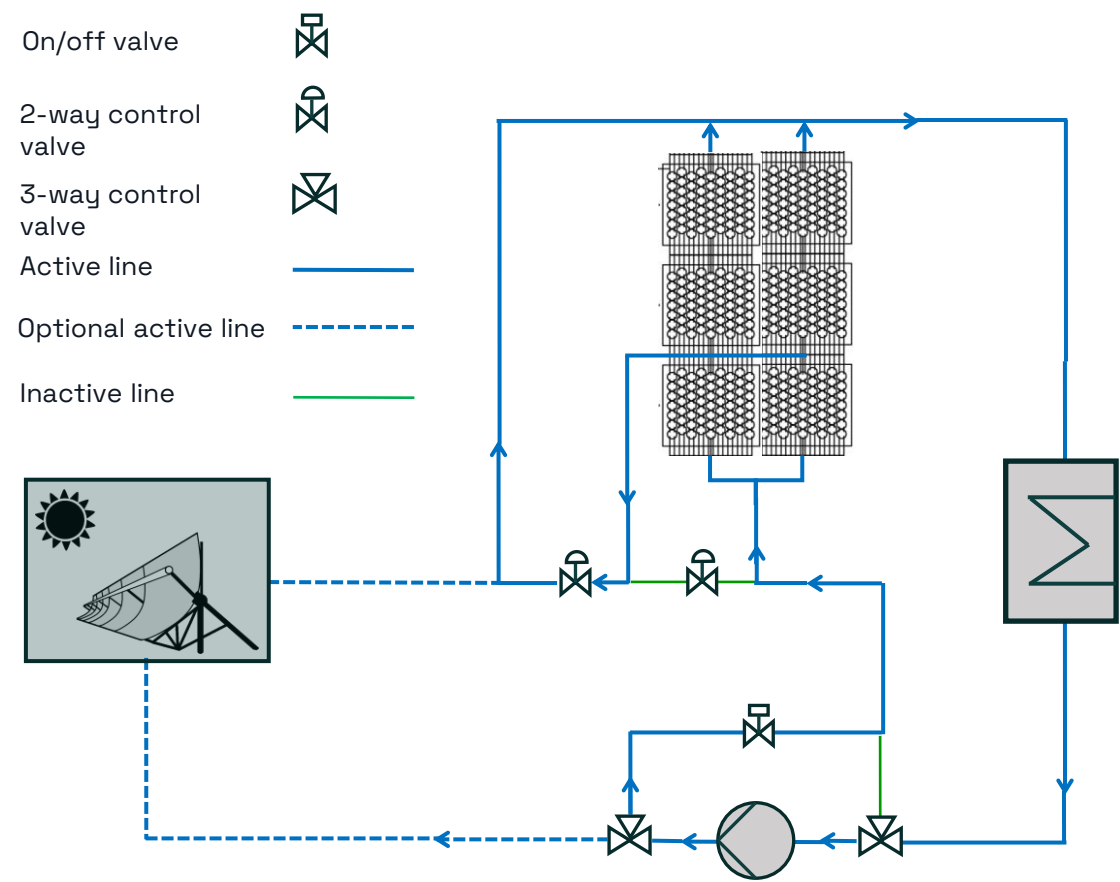 On/off valve
2-way control
valve
3-way control
valve
Active line
Optional active line
Inactive line